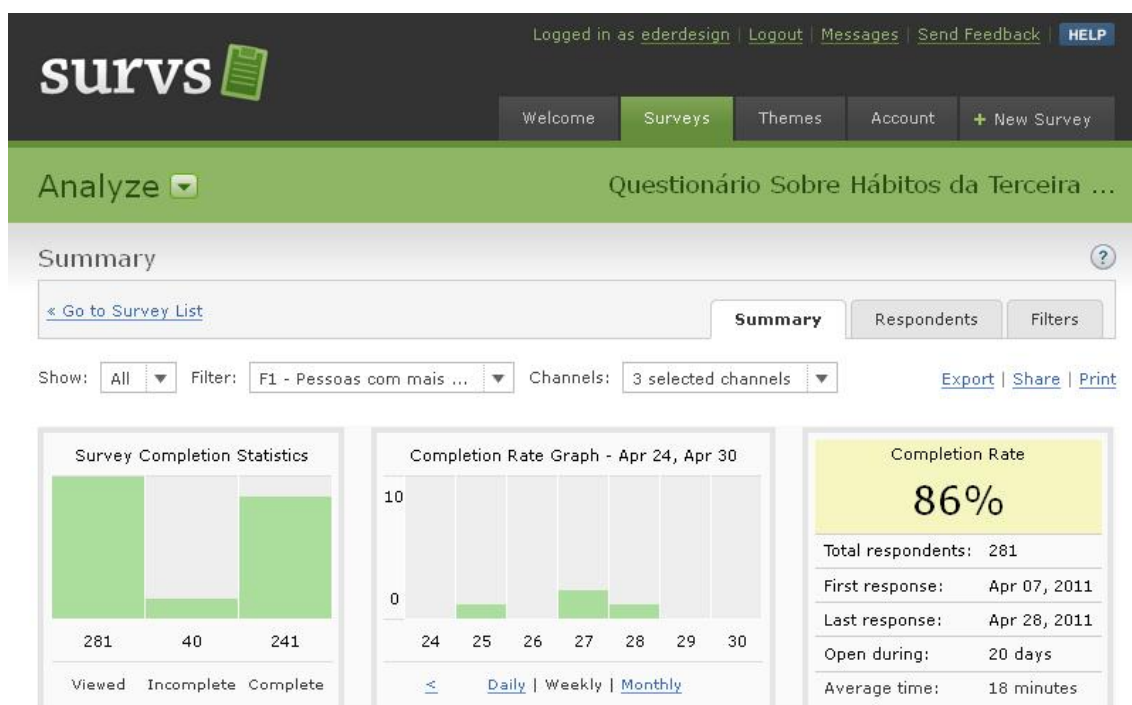 Logged in as ederdesign | Logout | Messages | Send Feedback | HELP
survs
Welcome Surveys Themes Account + New Survey
Analyze Questionário Sobre Hábitos da Terceira ...
Summary ?
« Go to Survey List Summary Respondents Filters
Show: All Filter: F1 - Pessoas com mais ... Channels: 3 selected channels Export | Share | Print
Survey Completion Statistics
281 40 241
Viewed Incomplete Complete
Completion Rate Graph - Apr 24, Apr 30
10
0
24 25 26 27 28 29 30
< Daily | Weekly | Monthly
Completion Rate
86%
Total respondents: 281
First response: Apr 07, 2011
Last response: Apr 28, 2011
Open during: 20 days
Average time: 18 minutes